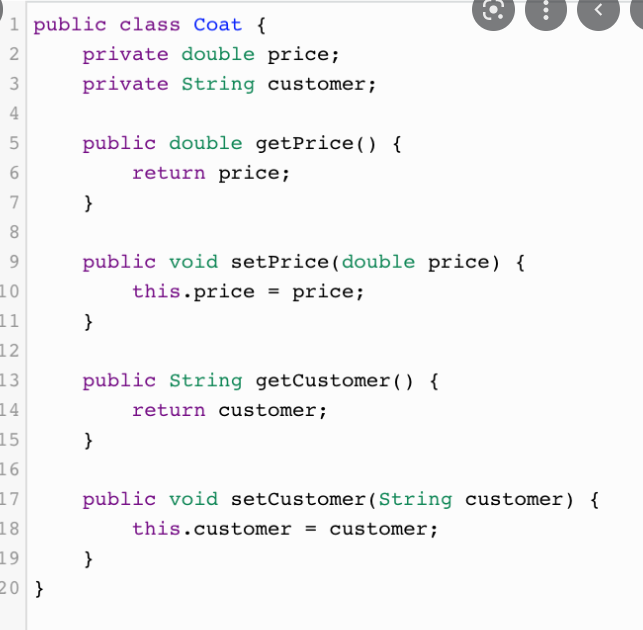 1 public class Coat {
2     private double price;
3     private String customer;
4
5     public double getPrice() {
6         return price;
7     }
8
9     public void setPrice(double price) {
10         this.price = price;
11     }
12
13     public String getCustomer() {
14         return customer;
15     }
16
17     public void setCustomer(String customer) {
18         this.customer = customer;
19     }
20 }